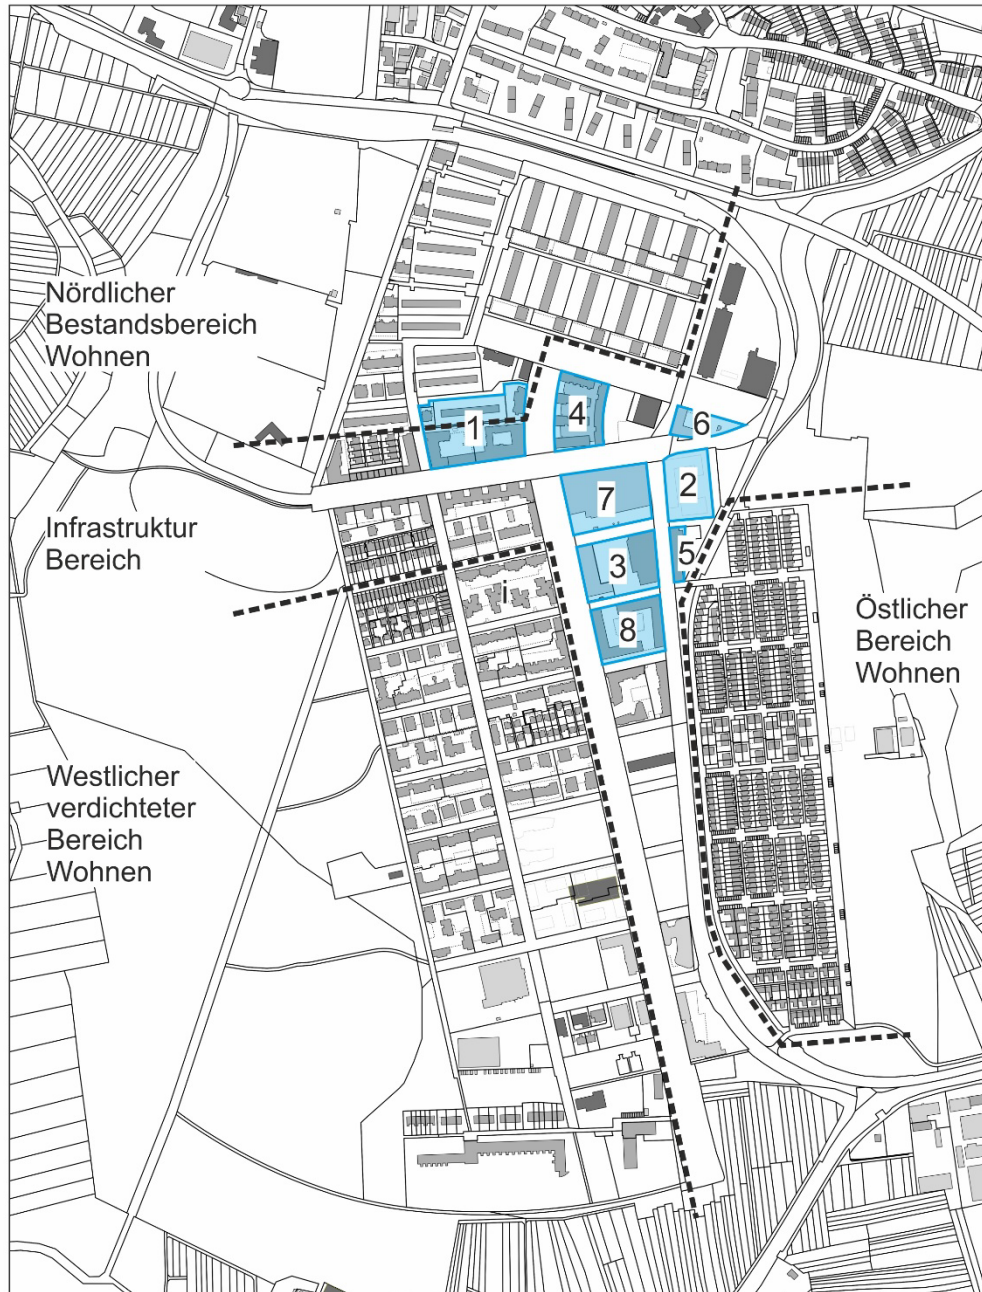 Nördlicher
Bestandsbereich
Wohnen
4
1
6
2
7
Infrastruktur
Bereich
5
3
i
8
Östlicher
Bereich
Wohnen
Westlicher
verdichteter
Bereich
Wohnen